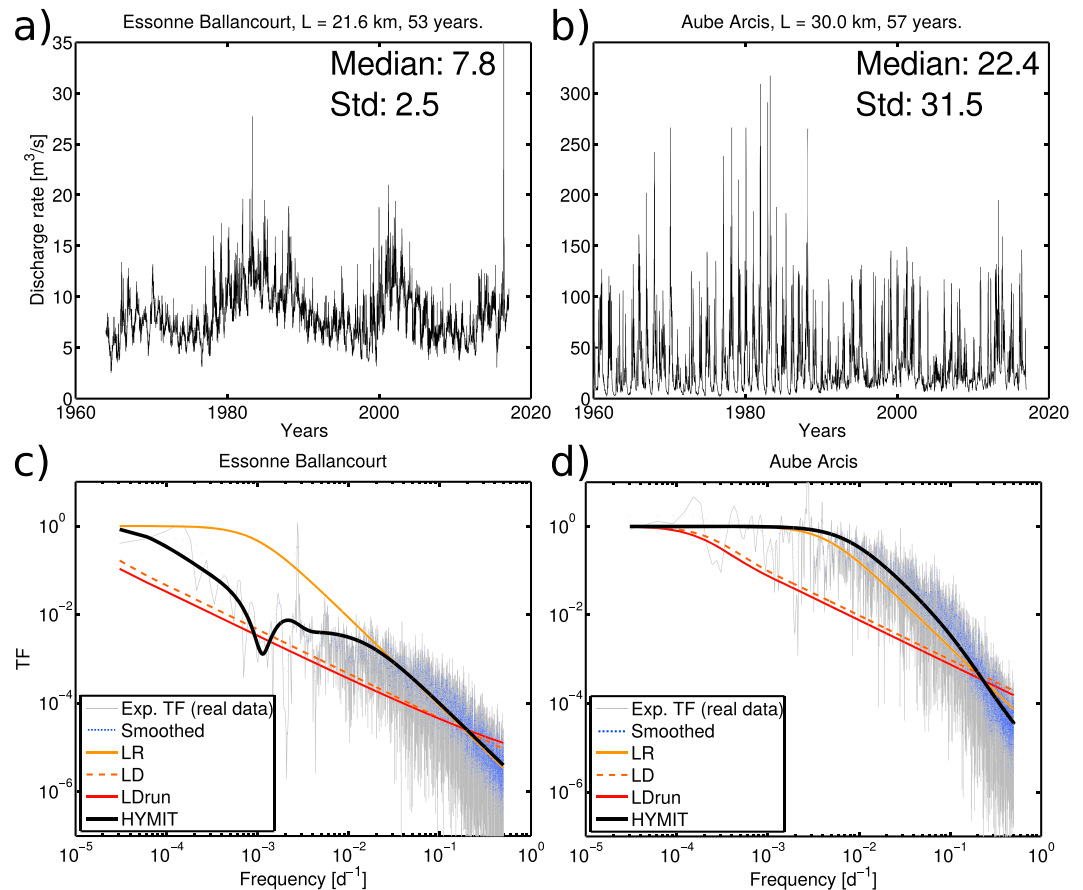 a)
Essonne Ballancourt, L = 21.6 km, 53 years.
Median: 7.8
Std: 2.5
Discharge rate [m³/s]
35
30
25
20
15
10
5
0
1960 1980 2000 2020
Years
b)
Aube Arcis, L = 30.0 km, 57 years.
Median: 22.4
Std: 31.5
300
250
200
150
100
50
0
1960 1980 2000 2020
Years
c)
Essonne Ballancourt
TF
10⁰
10⁻²
10⁻⁴
10⁻⁶
Exp. TF (real data)
Smoothed
LR
LD
LDrun
HYMIT
10⁻⁵ 10⁻⁴ 10⁻³ 10⁻² 10⁻¹ 10⁰
Frequency [d⁻¹]
d)
Aube Arcis
10⁰
10⁻²
10⁻⁴
10⁻⁶
Exp. TF (real data)
Smoothed
LR
LD
LDrun
HYMIT
10⁻⁵ 10⁻⁴ 10⁻³ 10⁻² 10⁻¹ 10⁰
Frequency [d⁻¹]